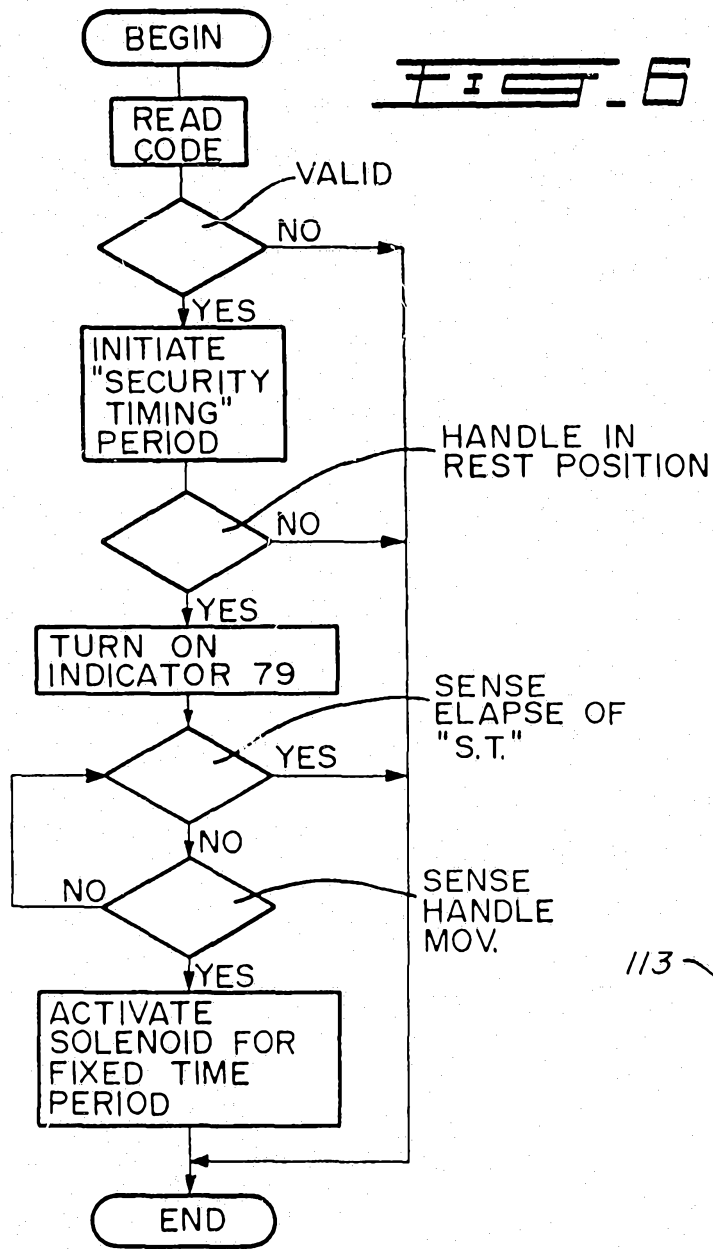 BEGIN
FIG. 6
READ
CODE
VALID
NO
YES
INITIATE
"SECURITY
TIMING"
PERIOD
HANDLE IN
REST POSITION
NO
YES
TURN ON
INDICATOR 79
SENSE
ELAPSE OF
"S.T."
YES
NO
NO
SENSE
HANDLE
MOV.
YES
113
ACTIVATE
SOLENOID FOR
FIXED TIME
PERIOD
END